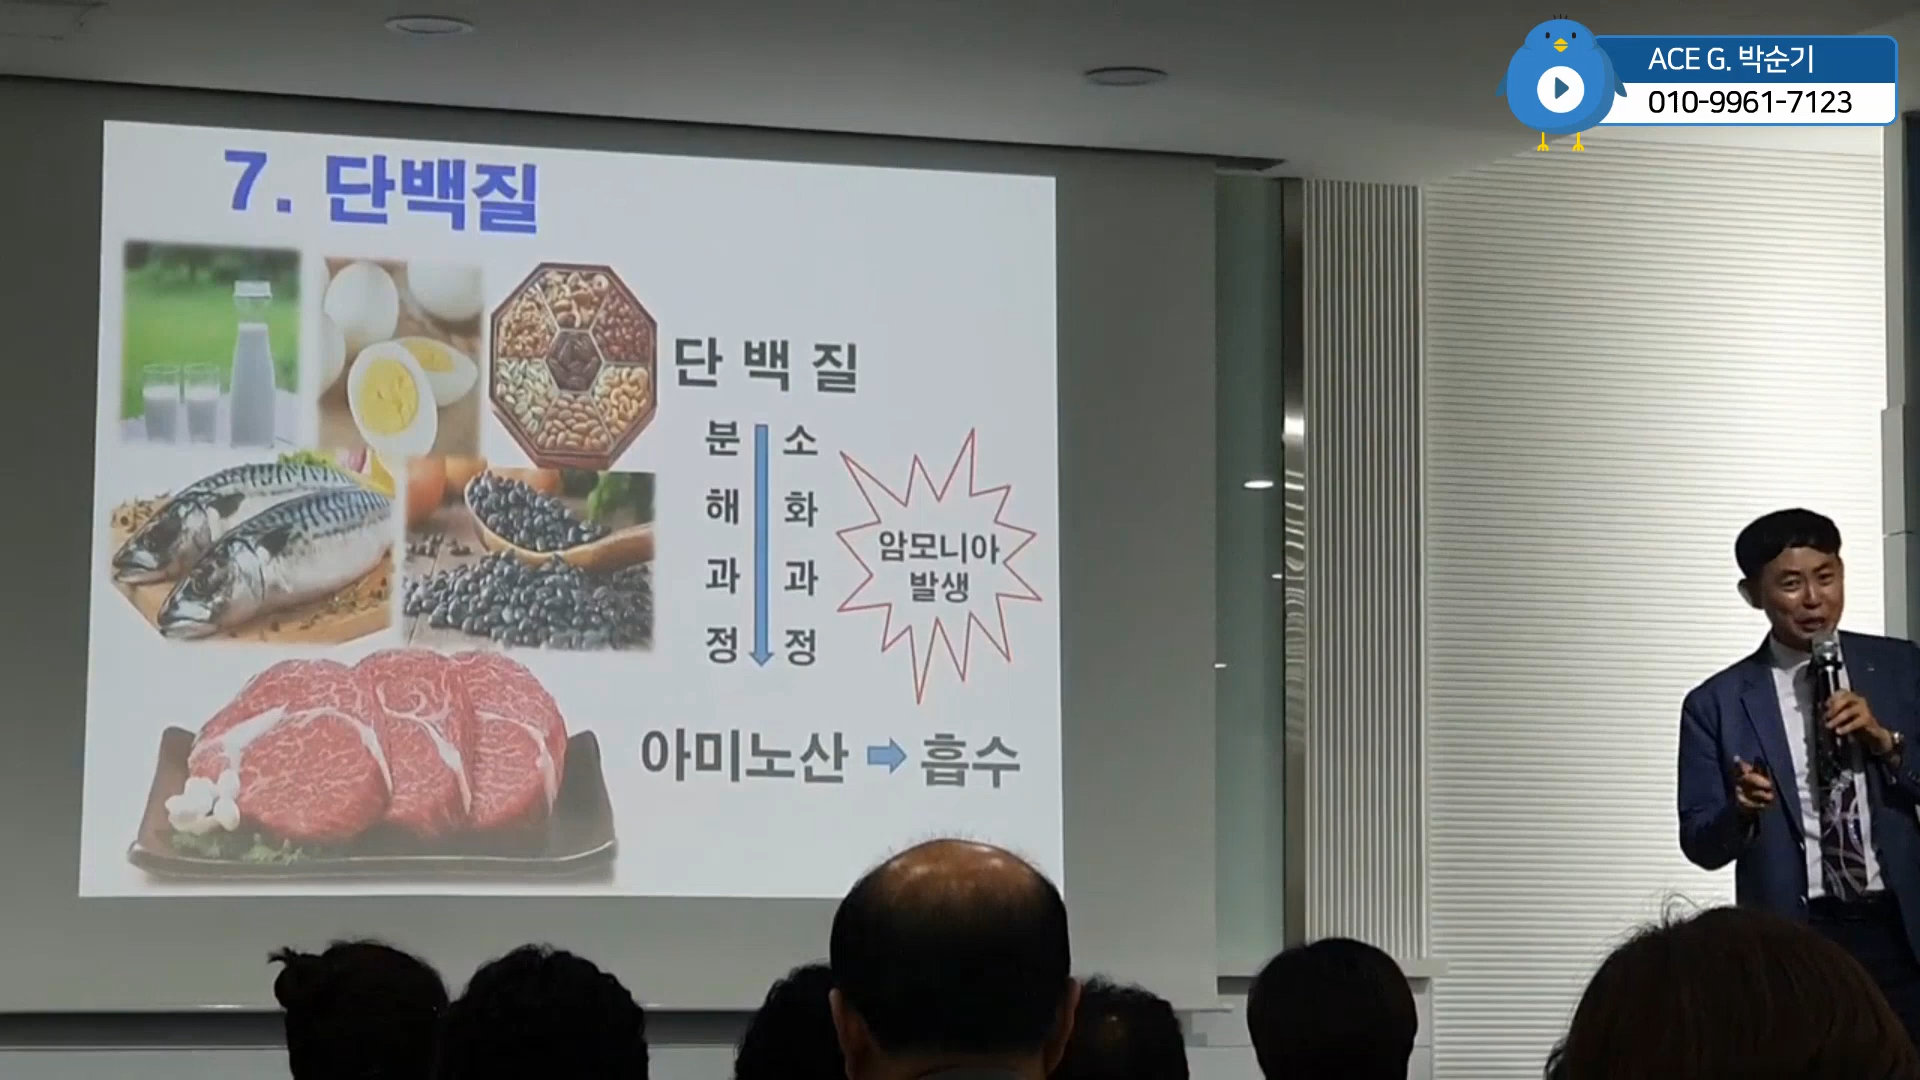 ACE G. 박순기
010-9961-7123
7. 단백질
단백질
분해과정
소화과정
암모니아
발생
아미노산 ➡ 흡수